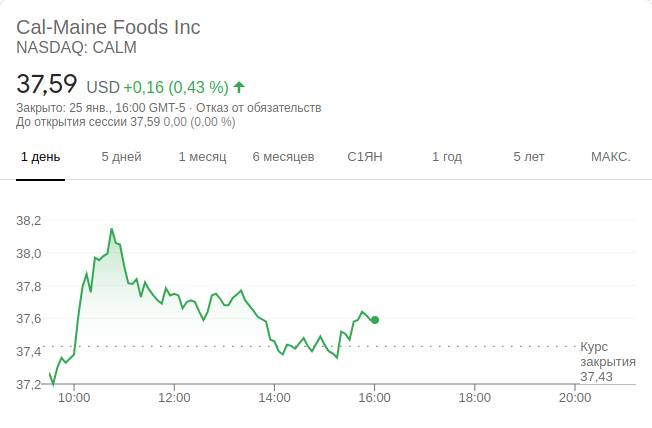 Cal-Maine Foods Inc
NASDAQ: CALM
37,59 USD +0,16 (0,43 %)
Закрыто: 25 янв., 16:00 GMT-5 · Отказ от обязательств
До открытия сессии 37,59 0,00 (0,00 %)
1 день 5 дней 1 месяц 6 месяцев С1ЯН 1 год 5 лет МАКС.
38,2
38,0
37,8
37,6
37,4
37,2
Курс
закрытия
37,43
10:00 12:00 14:00 16:00 18:00 20:00